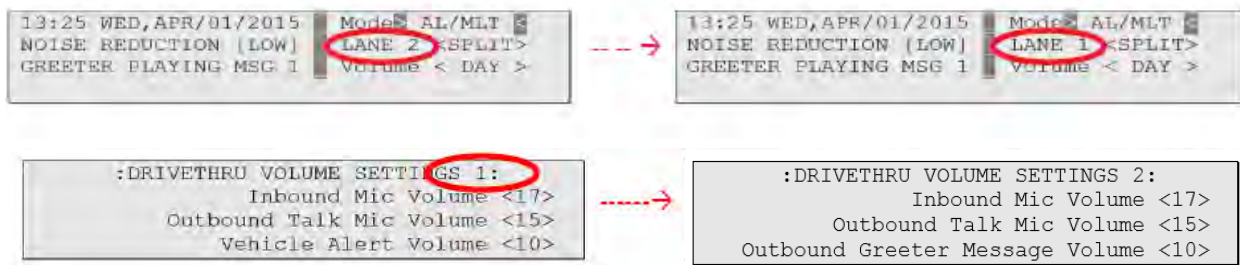 13:25 WED,APR/01/2015 Mode> AL/MLT <
NOISE REDUCTION [LOW] LANE 2 <SPLIT>
GREETER PLAYING MSG 1 Volume < DAY >
13:25 WED,APR/01/2015 Mode> AL/MLT <
NOISE REDUCTION [LOW] LANE 1 <SPLIT>
GREETER PLAYING MSG 1 Volume < DAY >
:DRIVETHRU VOLUME SETTINGS 1:
Inbound Mic Volume <17>
Outbound Talk Mic Volume <15>
Vehicle Alert Volume <10>
:DRIVETHRU VOLUME SETTINGS 2:
Inbound Mic Volume <17>
Outbound Talk Mic Volume <15>
Outbound Greeter Message Volume <10>